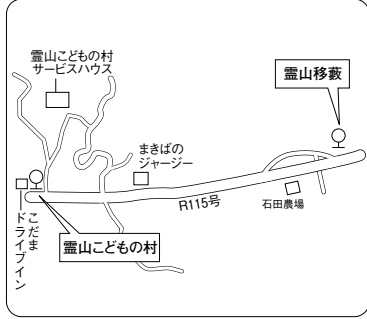 霊山こどもの村
サービスハウス
霊山移薮
まきばの
ジャージー
R115号
石田農場
霊山こどもの村
こだま
ドライブイン